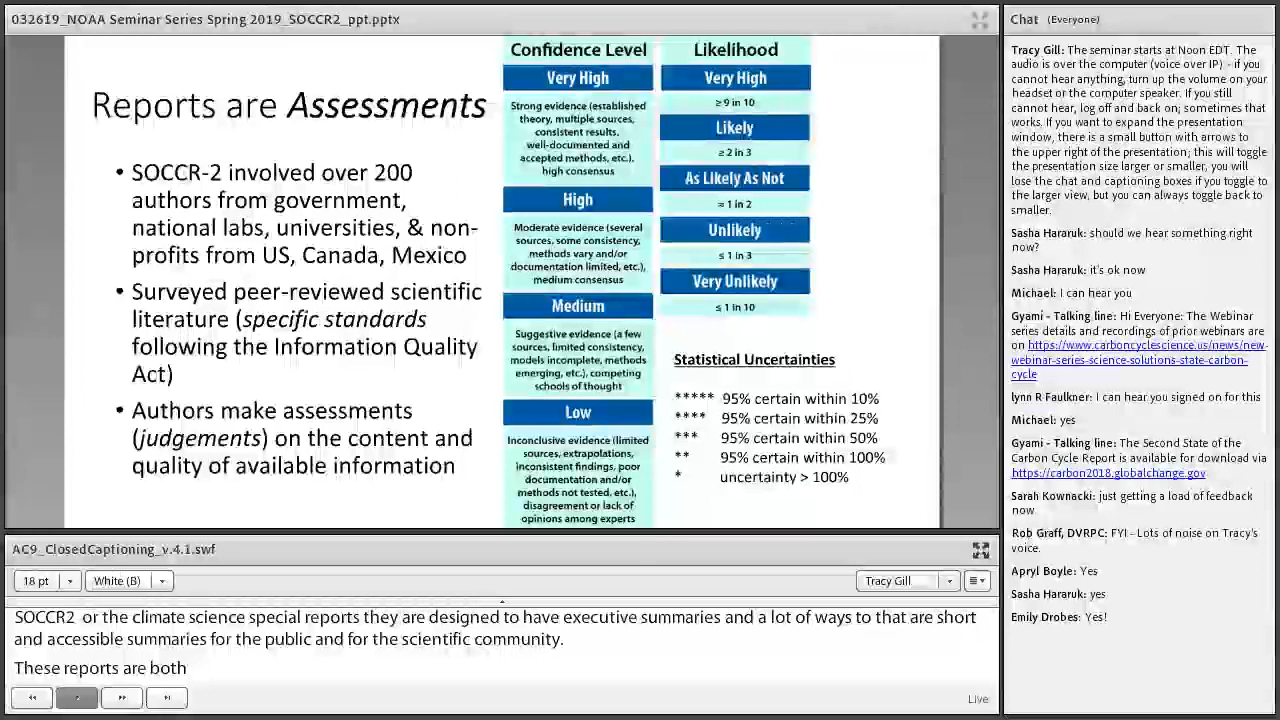 032619_NOAA Seminar Series Spring 2019_SOCCR2_ppt.pptx
Reports are Assessments
• SOCCR-2 involved over 200
authors from government,
national labs, universities, & non-
profits from US, Canada, Mexico
• Surveyed peer-reviewed scientific
literature (specific standards
following the Information Quality
Act)
• Authors make assessments
(judgements) on the content and
quality of available information
Confidence Level
Very High
Strong evidence (established
theory, multiple sources,
consistent results,
well-documented and
accepted methods, etc.),
high consensus
High
Moderate evidence (several
sources, some consistency,
methods vary and/or
documentation limited, etc.),
medium consensus
Medium
Suggestive evidence (a few
sources, limited consistency,
models incomplete, methods
emerging, etc.), competing
schools of thought
Low
Inconclusive evidence (limited
sources, extrapolations,
inconsistent findings, poor
documentation and/or
methods not tested, etc.),
disagreement or lack of
opinions among experts
Likelihood
Very High
≥ 9 in 10
Likely
≥ 2 in 3
As Likely As Not
≈ 1 in 2
Unlikely
≤ 1 in 3
Very Unlikely
≤ 1 in 10
Statistical Uncertainties
***** 95% certain within 10%
**** 95% certain within 25%
*** 95% certain within 50%
** 95% certain within 100%
* uncertainty > 100%
AC9_ClosedCaptioning_v.4.1.swf
18 pt White (B) Tracy Gill
SOCCR2 or the climate science special reports they are designed to have executive summaries and a lot of ways to that are short
and accessible summaries for the public and for the scientific community.
These reports are both
Live
Chat (Everyone)
Tracy Gill: The seminar starts at Noon EDT. The
audio is over the computer (voice over IP) - if you
cannot hear anything, turn up the volume on your
headset or the computer speaker. If you still
cannot hear, log off and back on; sometimes that
works. If you want to expand the presentation
window, there is a small button with arrows to
the upper right of the presentation; this will toggle
the presentation size larger or smaller, you will
lose the chat and captioning boxes if you toggle to
the larger view, but you can always toggle back to
smaller.
Sasha Hararuk: should we hear something right
now?
Sasha Hararuk: it's ok now
Michael: I can hear you
Gyami - Talking line: Hi Everyone: The Webinar
series details and recordings of prior webinars are
on https://www.carboncyclescience.us/news/new-
webinar-series-science-solutions-state-carbon-
cycle
lynn R Faulkner: I can hear you signed on for this
Michael: yes
Gyami - Talking line: The Second State of the
Carbon Cycle Report is available for download via
https://carbon2018.globalchange.gov
Sarah Kownacki: just getting a load of feedback
now
Rob Graff, DVRPC: FYI - Lots of noise on Tracy's
voice.
Apryl Boyle: Yes
Sasha Hararuk: yes
Emily Drobes: Yes!